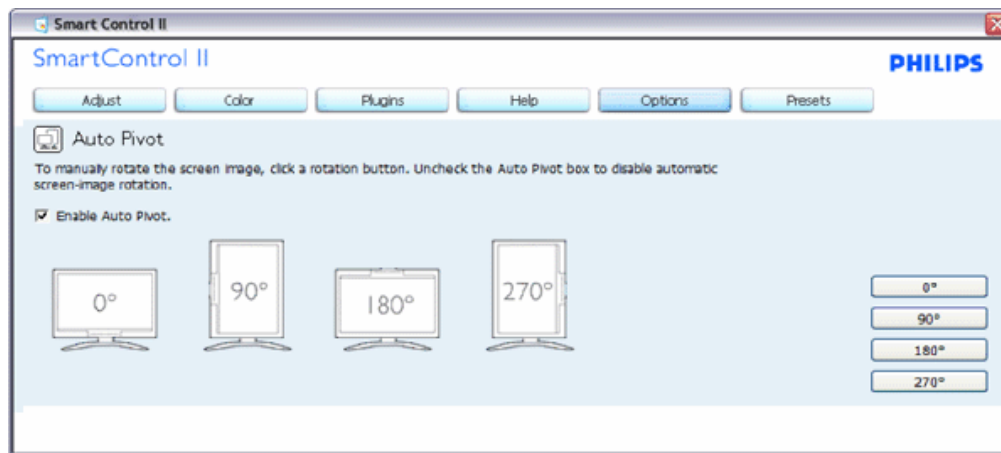 Smart Control II
SmartControl II
PHILIPS
Adjust
Color
Plugins
Help
Options
Presets
Auto Pivot
To manually rotate the screen image, click a rotation button. Uncheck the Auto Pivot box to disable automatic
screen-image rotation.
Enable Auto Pivot.
0°
90°
180°
270°
0°
90°
180°
270°